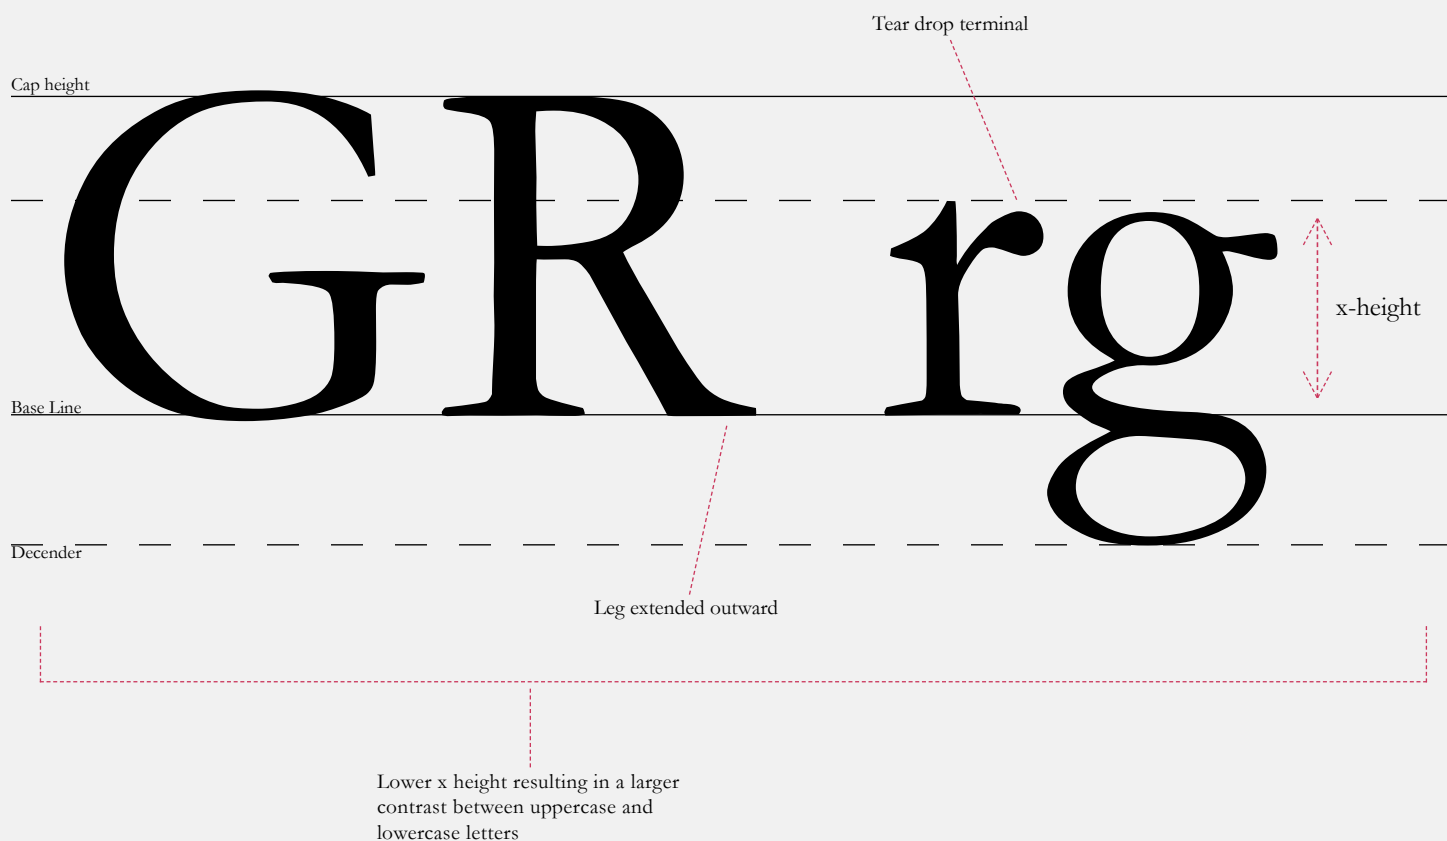 Tear drop terminal
Cap height
GR rg
x-height
Base Line
Decender
Leg extended outward
Lower x height resulting in a larger
contrast between uppercase and
lowercase letters